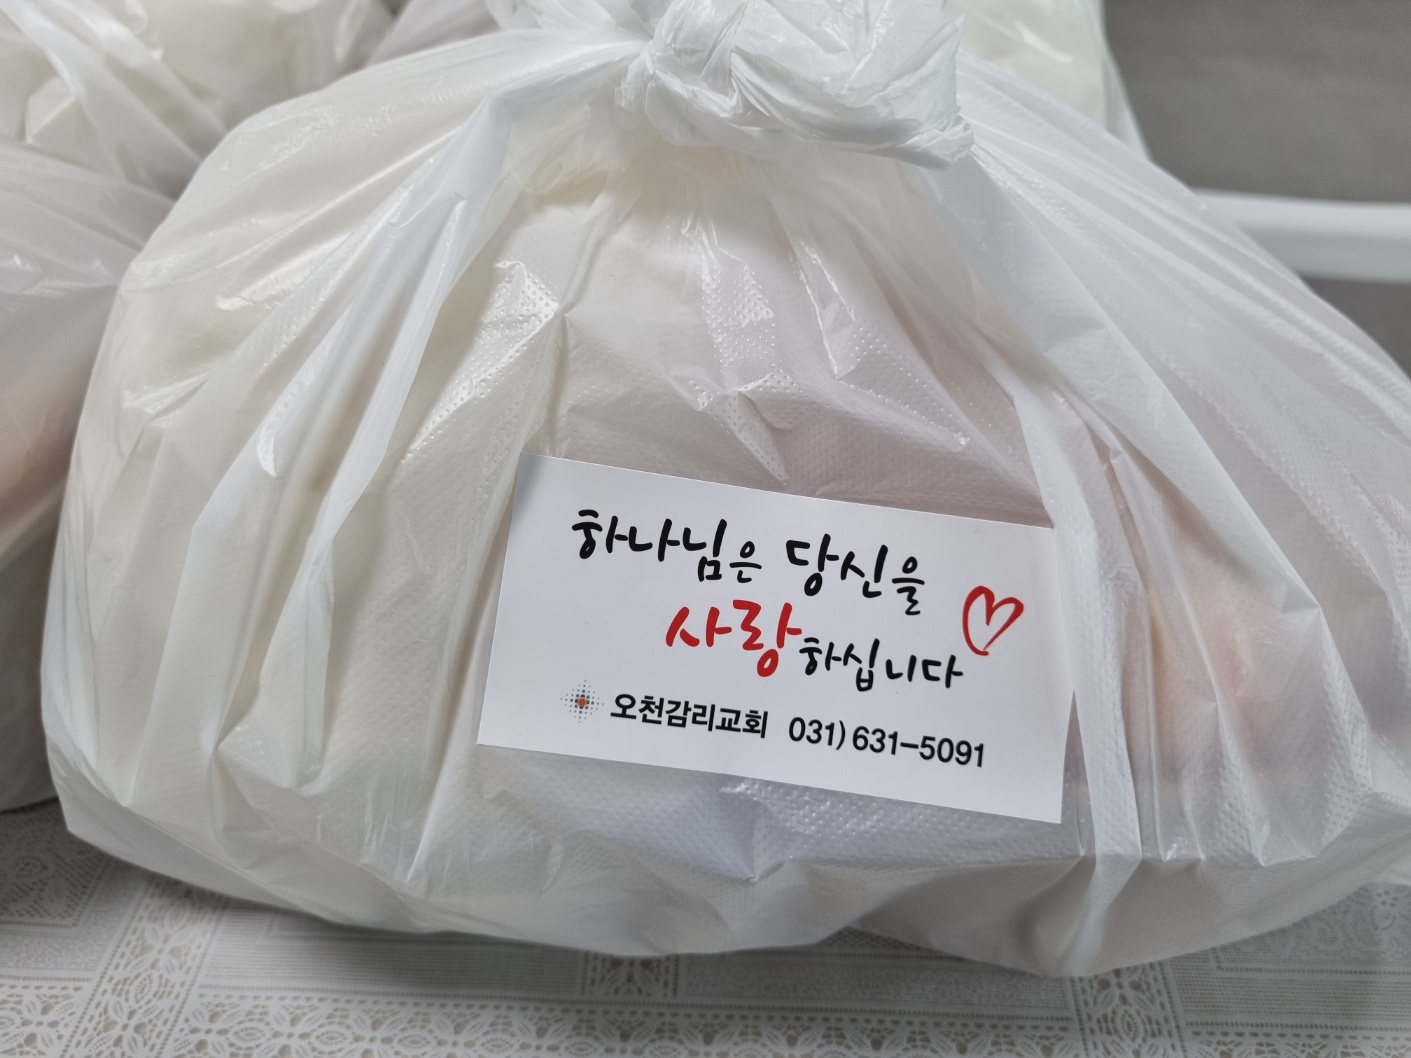 하나님은 당신을
사랑하십니다
오천감리교회 031) 631-5091